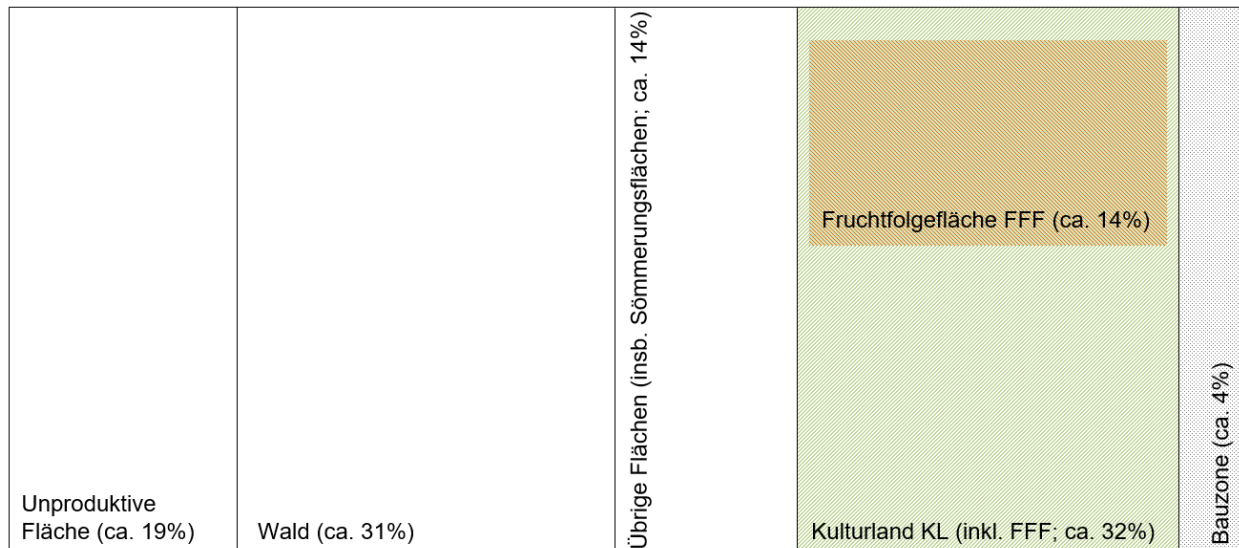 Unproduktive
Fläche (ca. 19%)
Wald (ca. 31%)
Übrige Flächen (insb. Sömmerungsflächen; ca. 14%)
Fruchtfolgefläche FFF (ca. 14%)
Kulturland KL (inkl. FFF; ca. 32%)
Bauzone (ca. 4%)